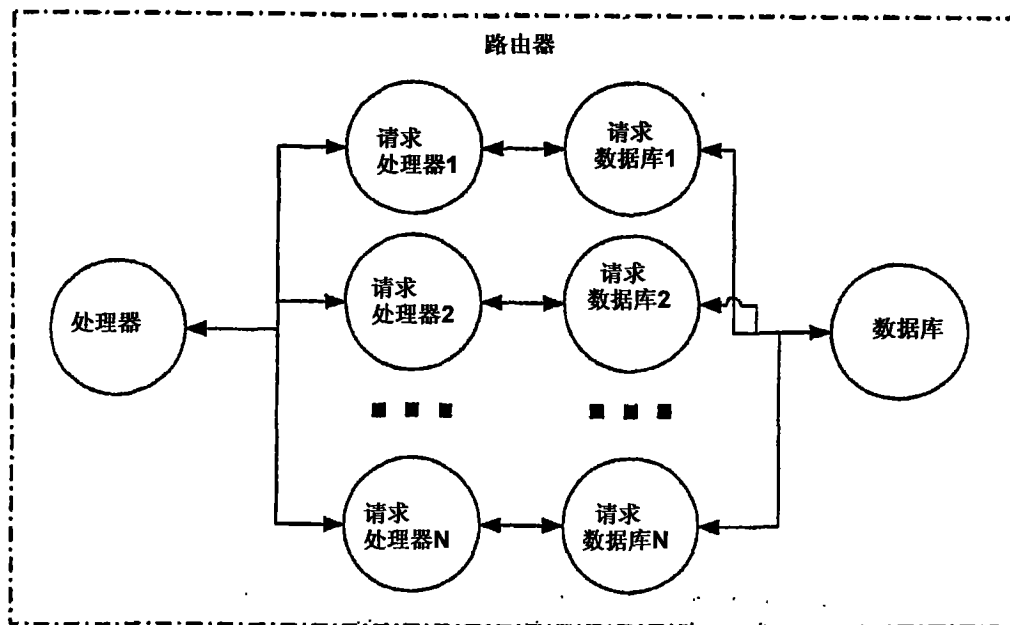 路由器
请求
处理器1
请求
数据库1
请求
处理器2
请求
数据库2
处理器
数据库
请求
处理器N
请求
数据库N